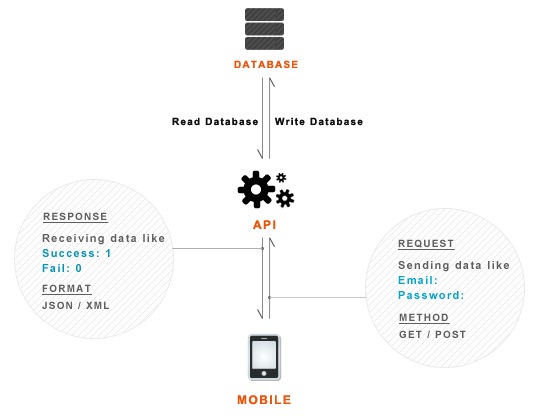 DATABASE
Read Database
Write Database
API
RESPONSE
Receiving data like
Success: 1
Fail: 0
FORMAT
JSON / XML
REQUEST
Sending data like
Email:
Password:
METHOD
GET / POST
MOBILE